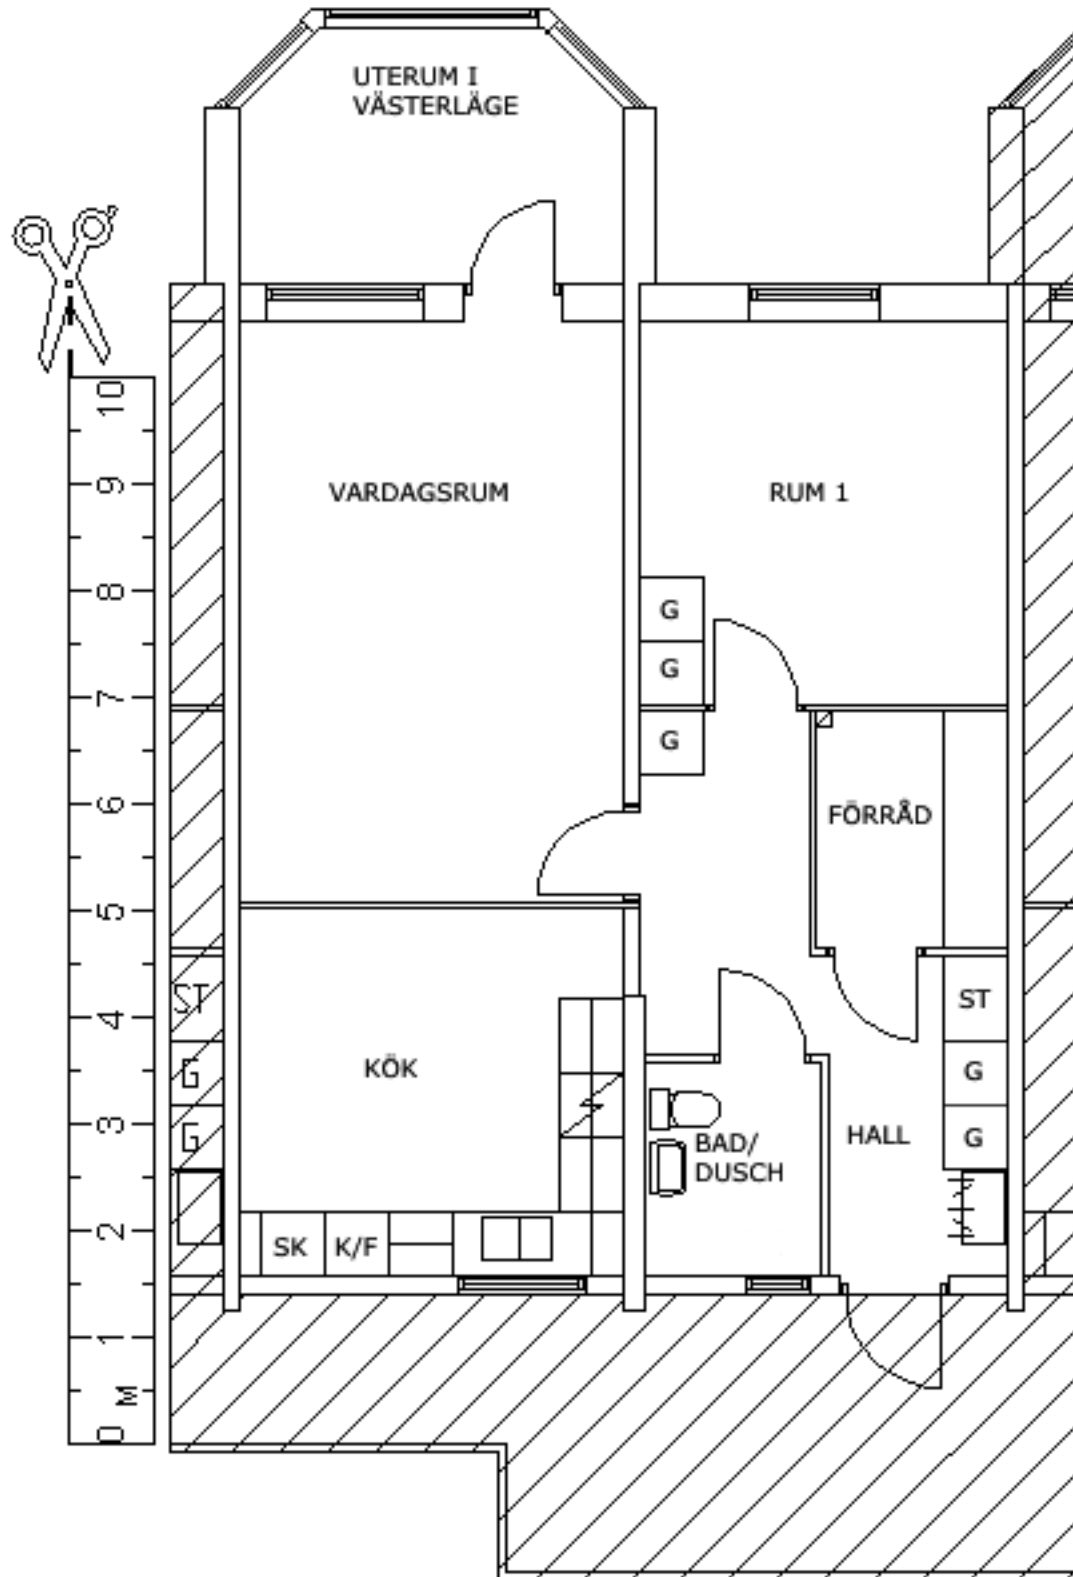 UTERUM I
VÄSTERLÄGE
VARDAGSRUM
RUM 1
G
G
G
FÖRRÅD
KÖK
ST
G
G
HALL
BAD/
DUSCH
SK
K/F
ST
G
G
10
9
8
7
6
5
4
3
2
1
M
0